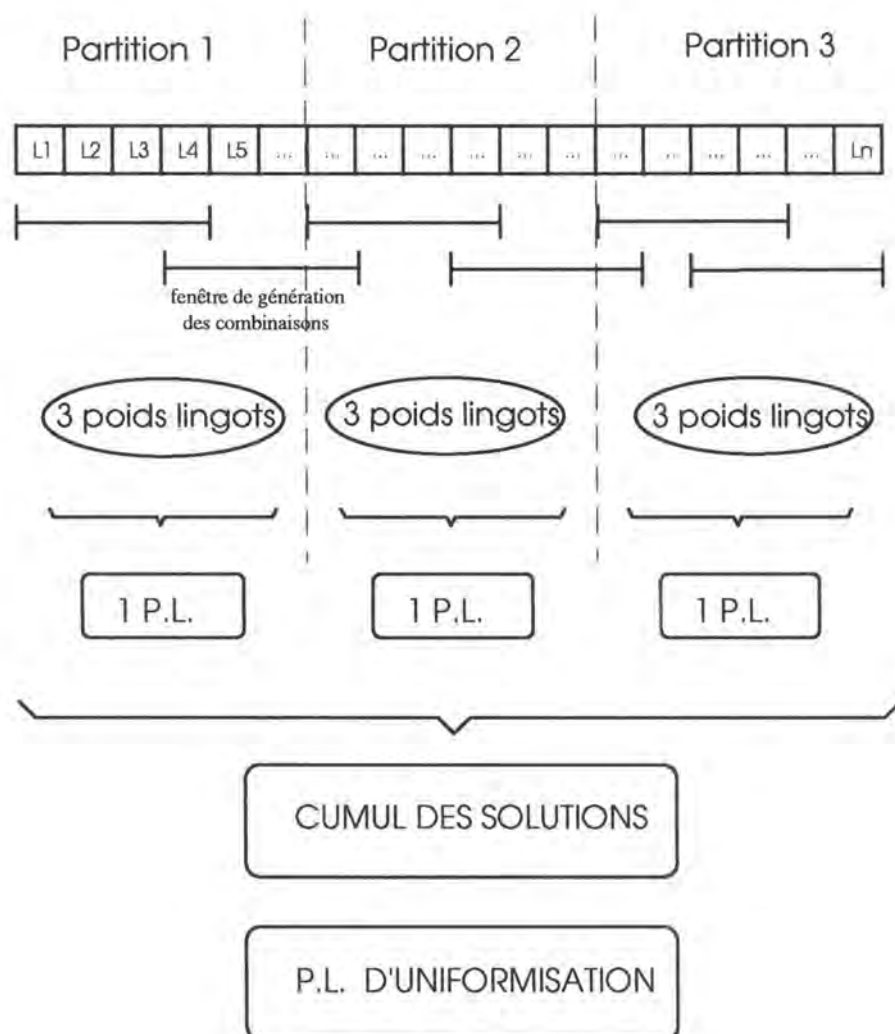 Partition 1 Partition 2 Partition 3
L1 L2 L3 L4 L5 ... ... ... ... ... ... ... ... ... ... ... ... Ln
fenêtre de génération
des combinaisons
3 poids lingots 3 poids lingots 3 poids lingots
1 P.L. 1 P.L. 1 P.L.
CUMUL DES SOLUTIONS
P.L. D'UNIFORMISATION